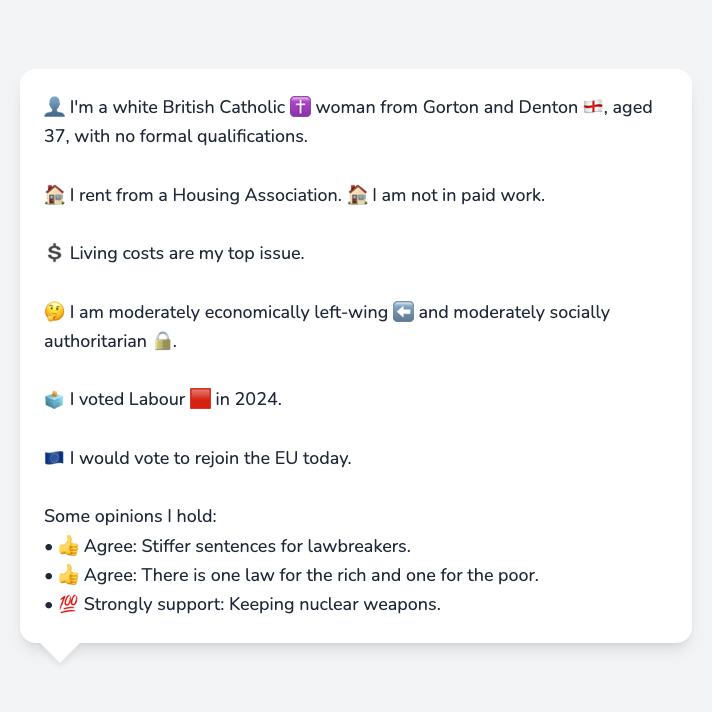 👤 I'm a white British Catholic ✝️ woman from Gorton and Denton 🏴󠁧󠁢󠁥󠁮󠁧󠁿, aged
37, with no formal qualifications.
🏠 I rent from a Housing Association. 🏠 I am not in paid work.
💲 Living costs are my top issue.
🤔 I am moderately economically left-wing ⬅️ and moderately socially
authoritarian 🔒.
🗳️ I voted Labour 🟥 in 2024.
🇪🇺 I would vote to rejoin the EU today.
Some opinions I hold:
• 👍 Agree: Stiffer sentences for lawbreakers.
• 👍 Agree: There is one law for the rich and one for the poor.
• 💯 Strongly support: Keeping nuclear weapons.